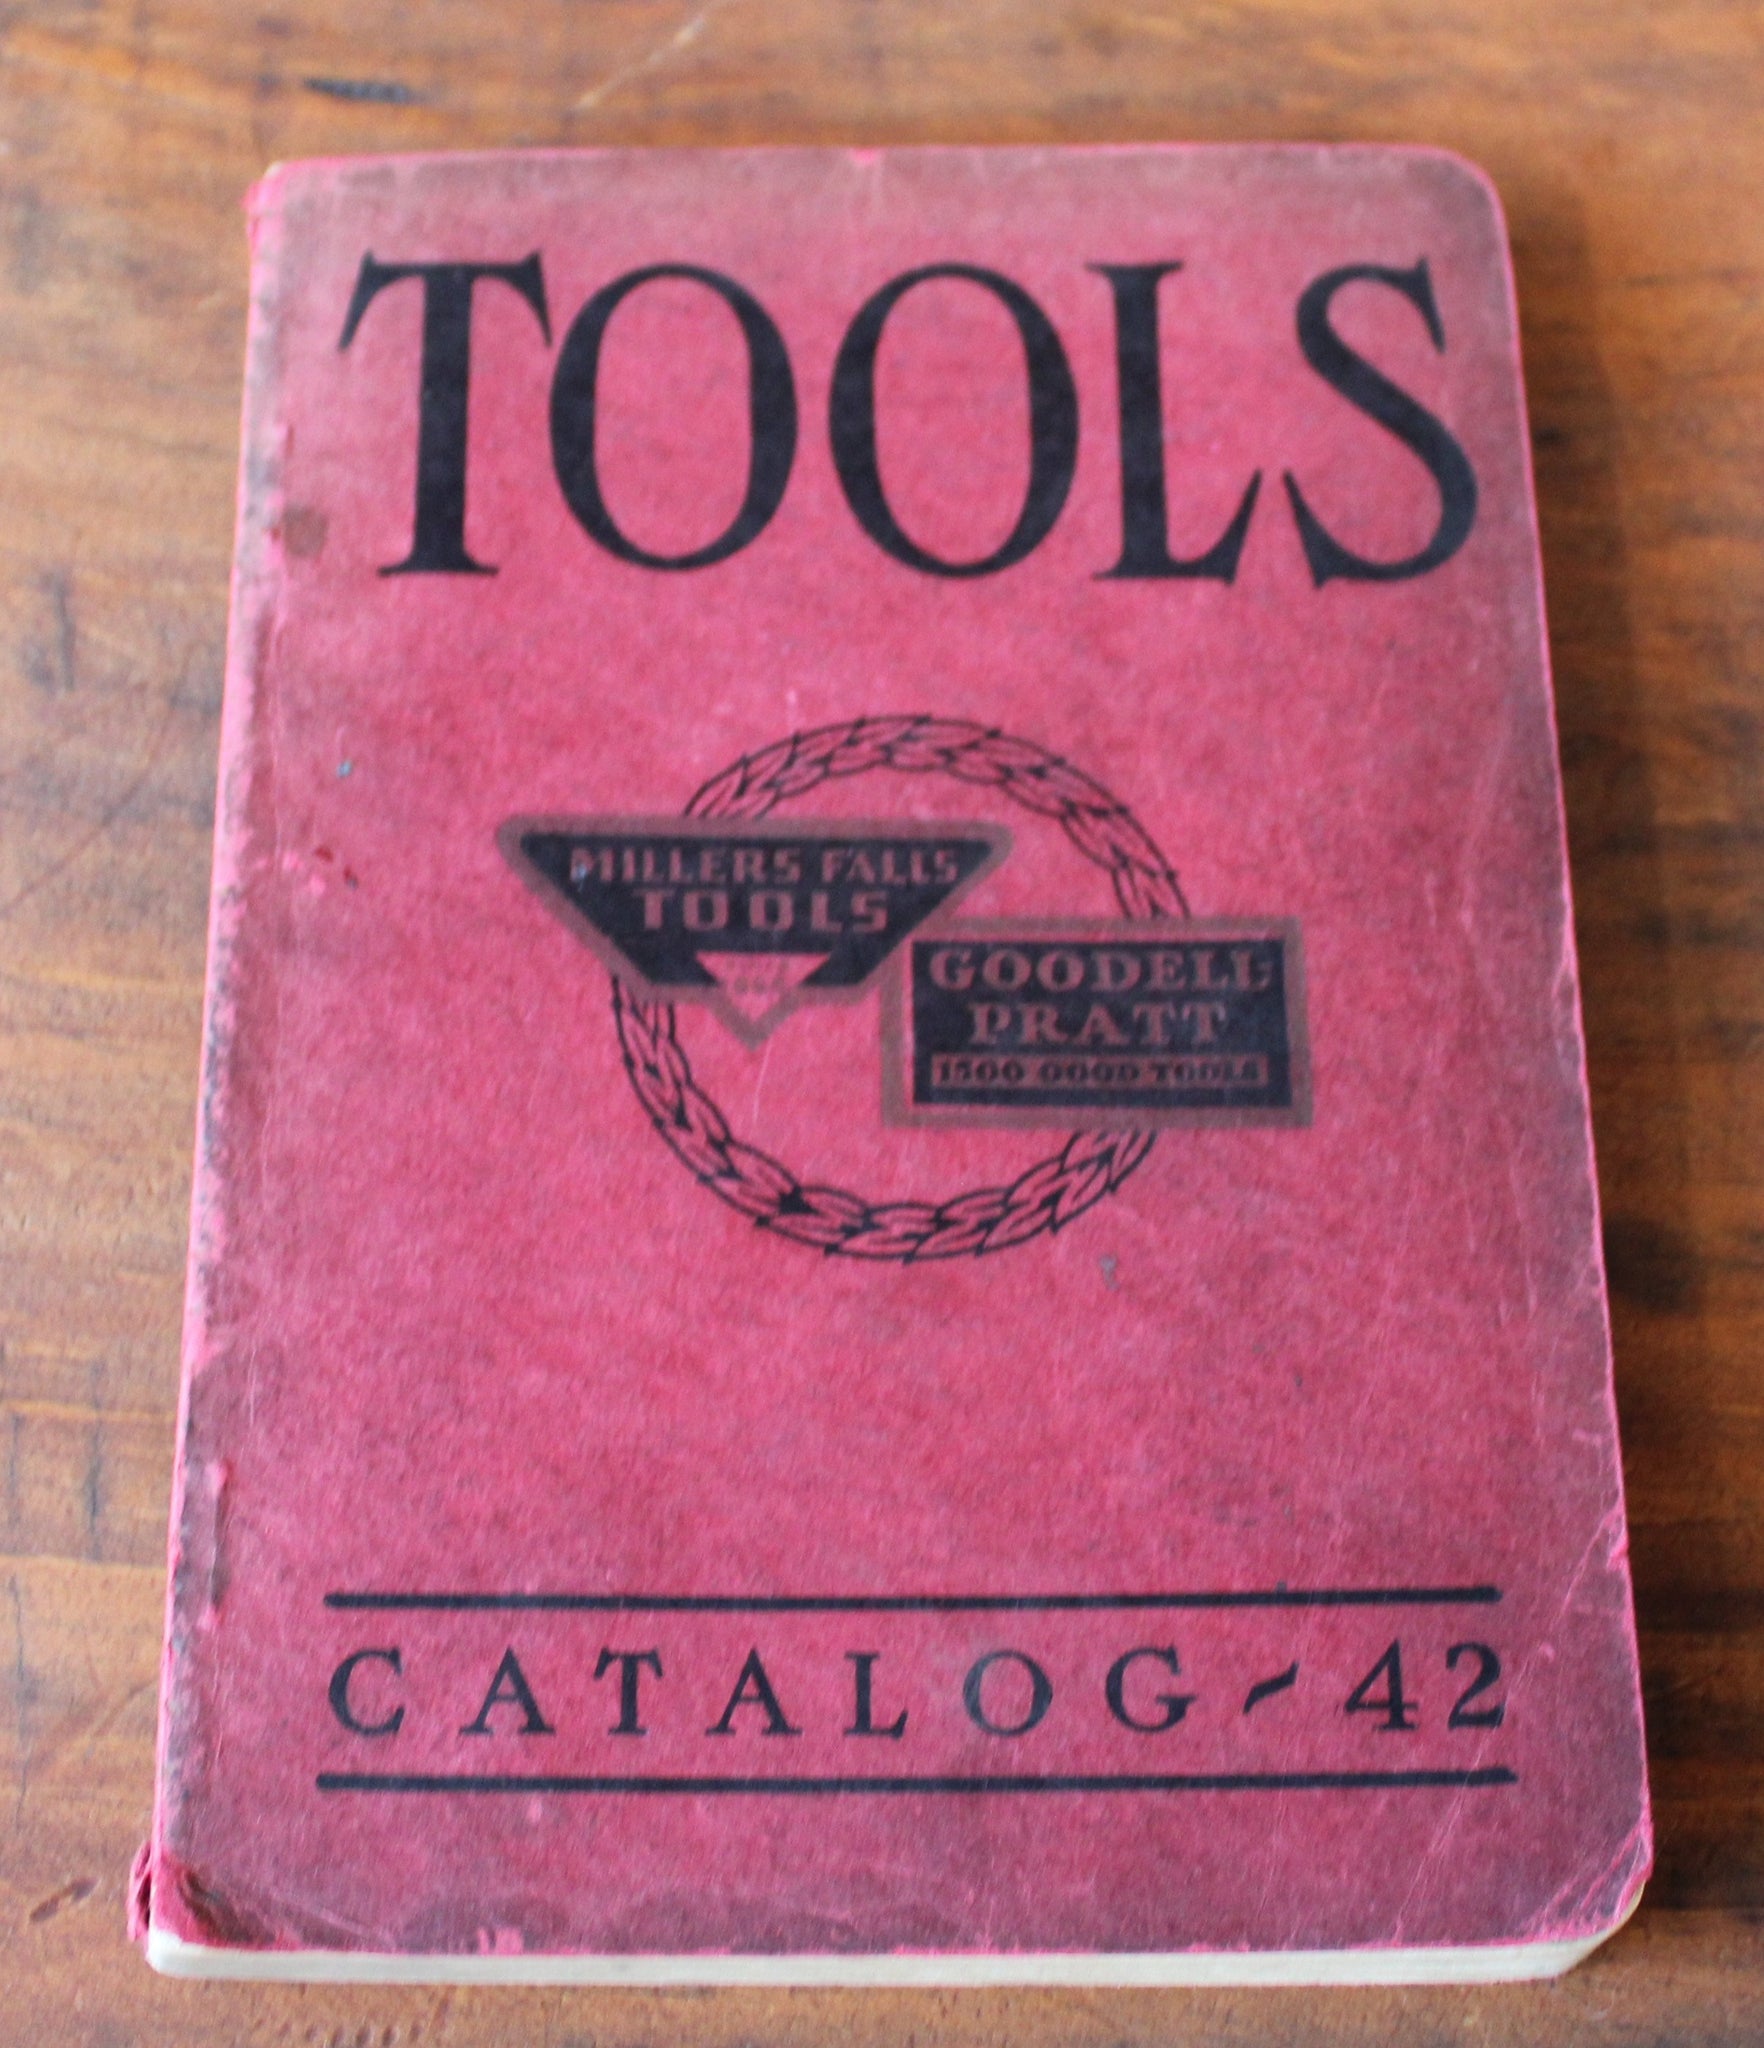 TOOLS
MILLERS FALLS
TOOLS
GOODELL-
PRATT
1500 GOOD TOOLS
CATALOG ~ 42